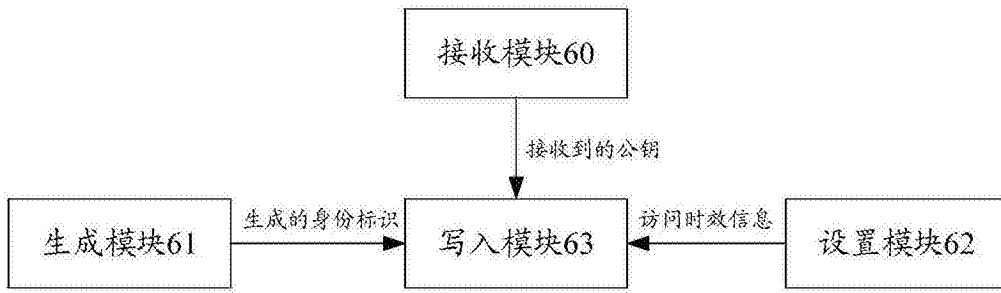 接收模块60
接收到的公钥
生成模块61
生成的身份标识
写入模块63
访问时效信息
设置模块62